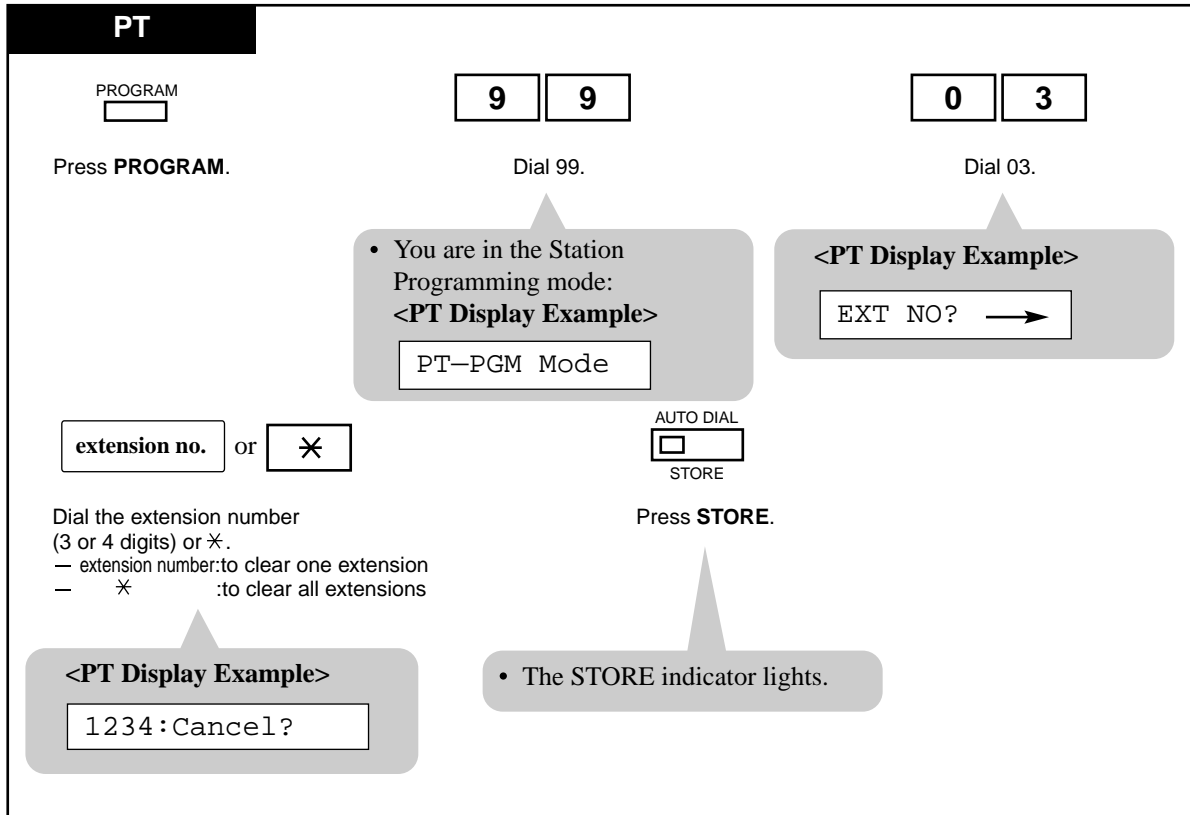 PT
PROGRAM
9 9
0 3
Press PROGRAM.
Dial 99.
Dial 03.
• You are in the Station
Programming mode:
<PT Display Example>
PT–PGM Mode
<PT Display Example>
EXT NO? →
extension no. or ✳
AUTO DIAL
STORE
Dial the extension number
(3 or 4 digits) or ✳.
— extension number:to clear one extension
— ✳ :to clear all extensions
Press STORE.
<PT Display Example>
1234:Cancel?
• The STORE indicator lights.